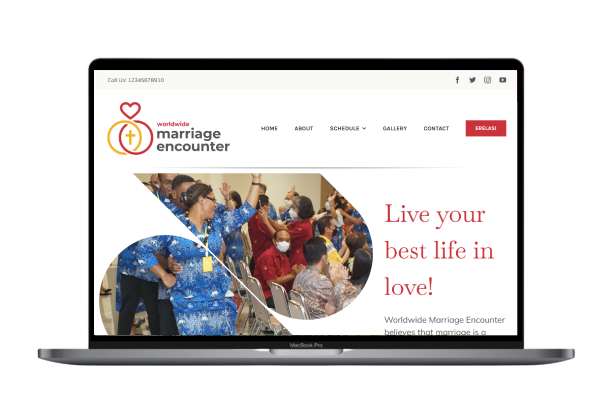 Call Us! 12345678910
worldwide
marriage
encounter
HOME
ABOUT
SCHEDULE
GALLERY
CONTACT
ERELASI
Live your
best life in
love!
Worldwide Marriage Encounter
believes that marriage is a
MacBook Pro